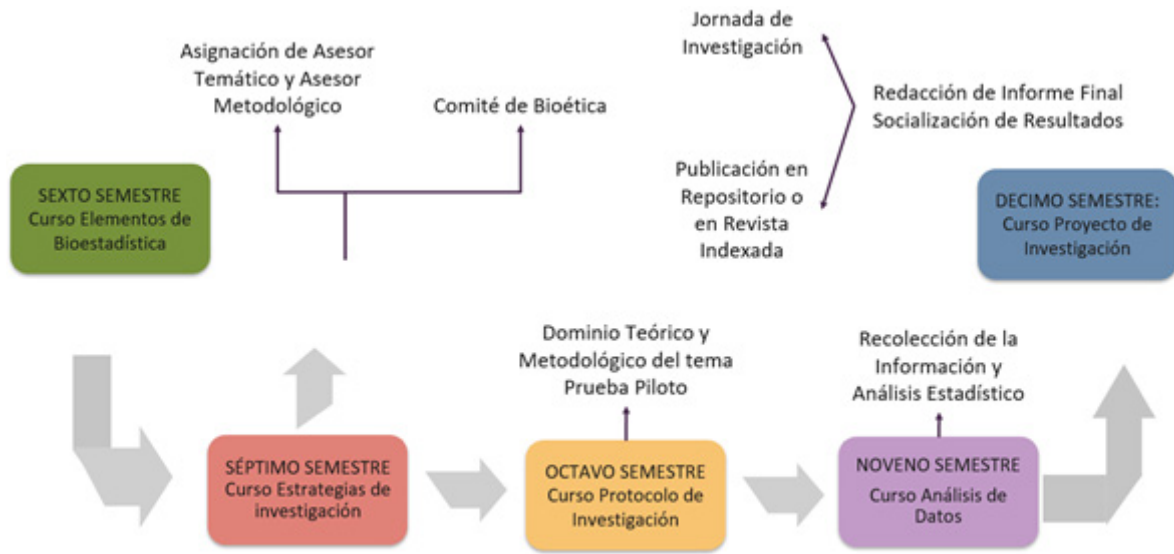 Asignación de Asesor
Temático y Asesor
Metodológico
Comité de Bioética
Jornada de
Investigación
Redacción de Informe Final
Socialización de Resultados
Publicación en
Repositorio o
en Revista
Indexada
SEXTO SEMESTRE
Curso Elementos de
Bioestadística
DECIMO SEMESTRE:
Curso Proyecto de
Investigación
Dominio Teórico y
Metodológico del tema
Prueba Piloto
Recolección de la
Información y
Análisis Estadístico
SÉPTIMO SEMESTRE
Curso Estrategias de
investigación
OCTAVO SEMESTRE
Curso Protocolo de
Investigación
NOVENO SEMESTRE
Curso Análisis de
Datos